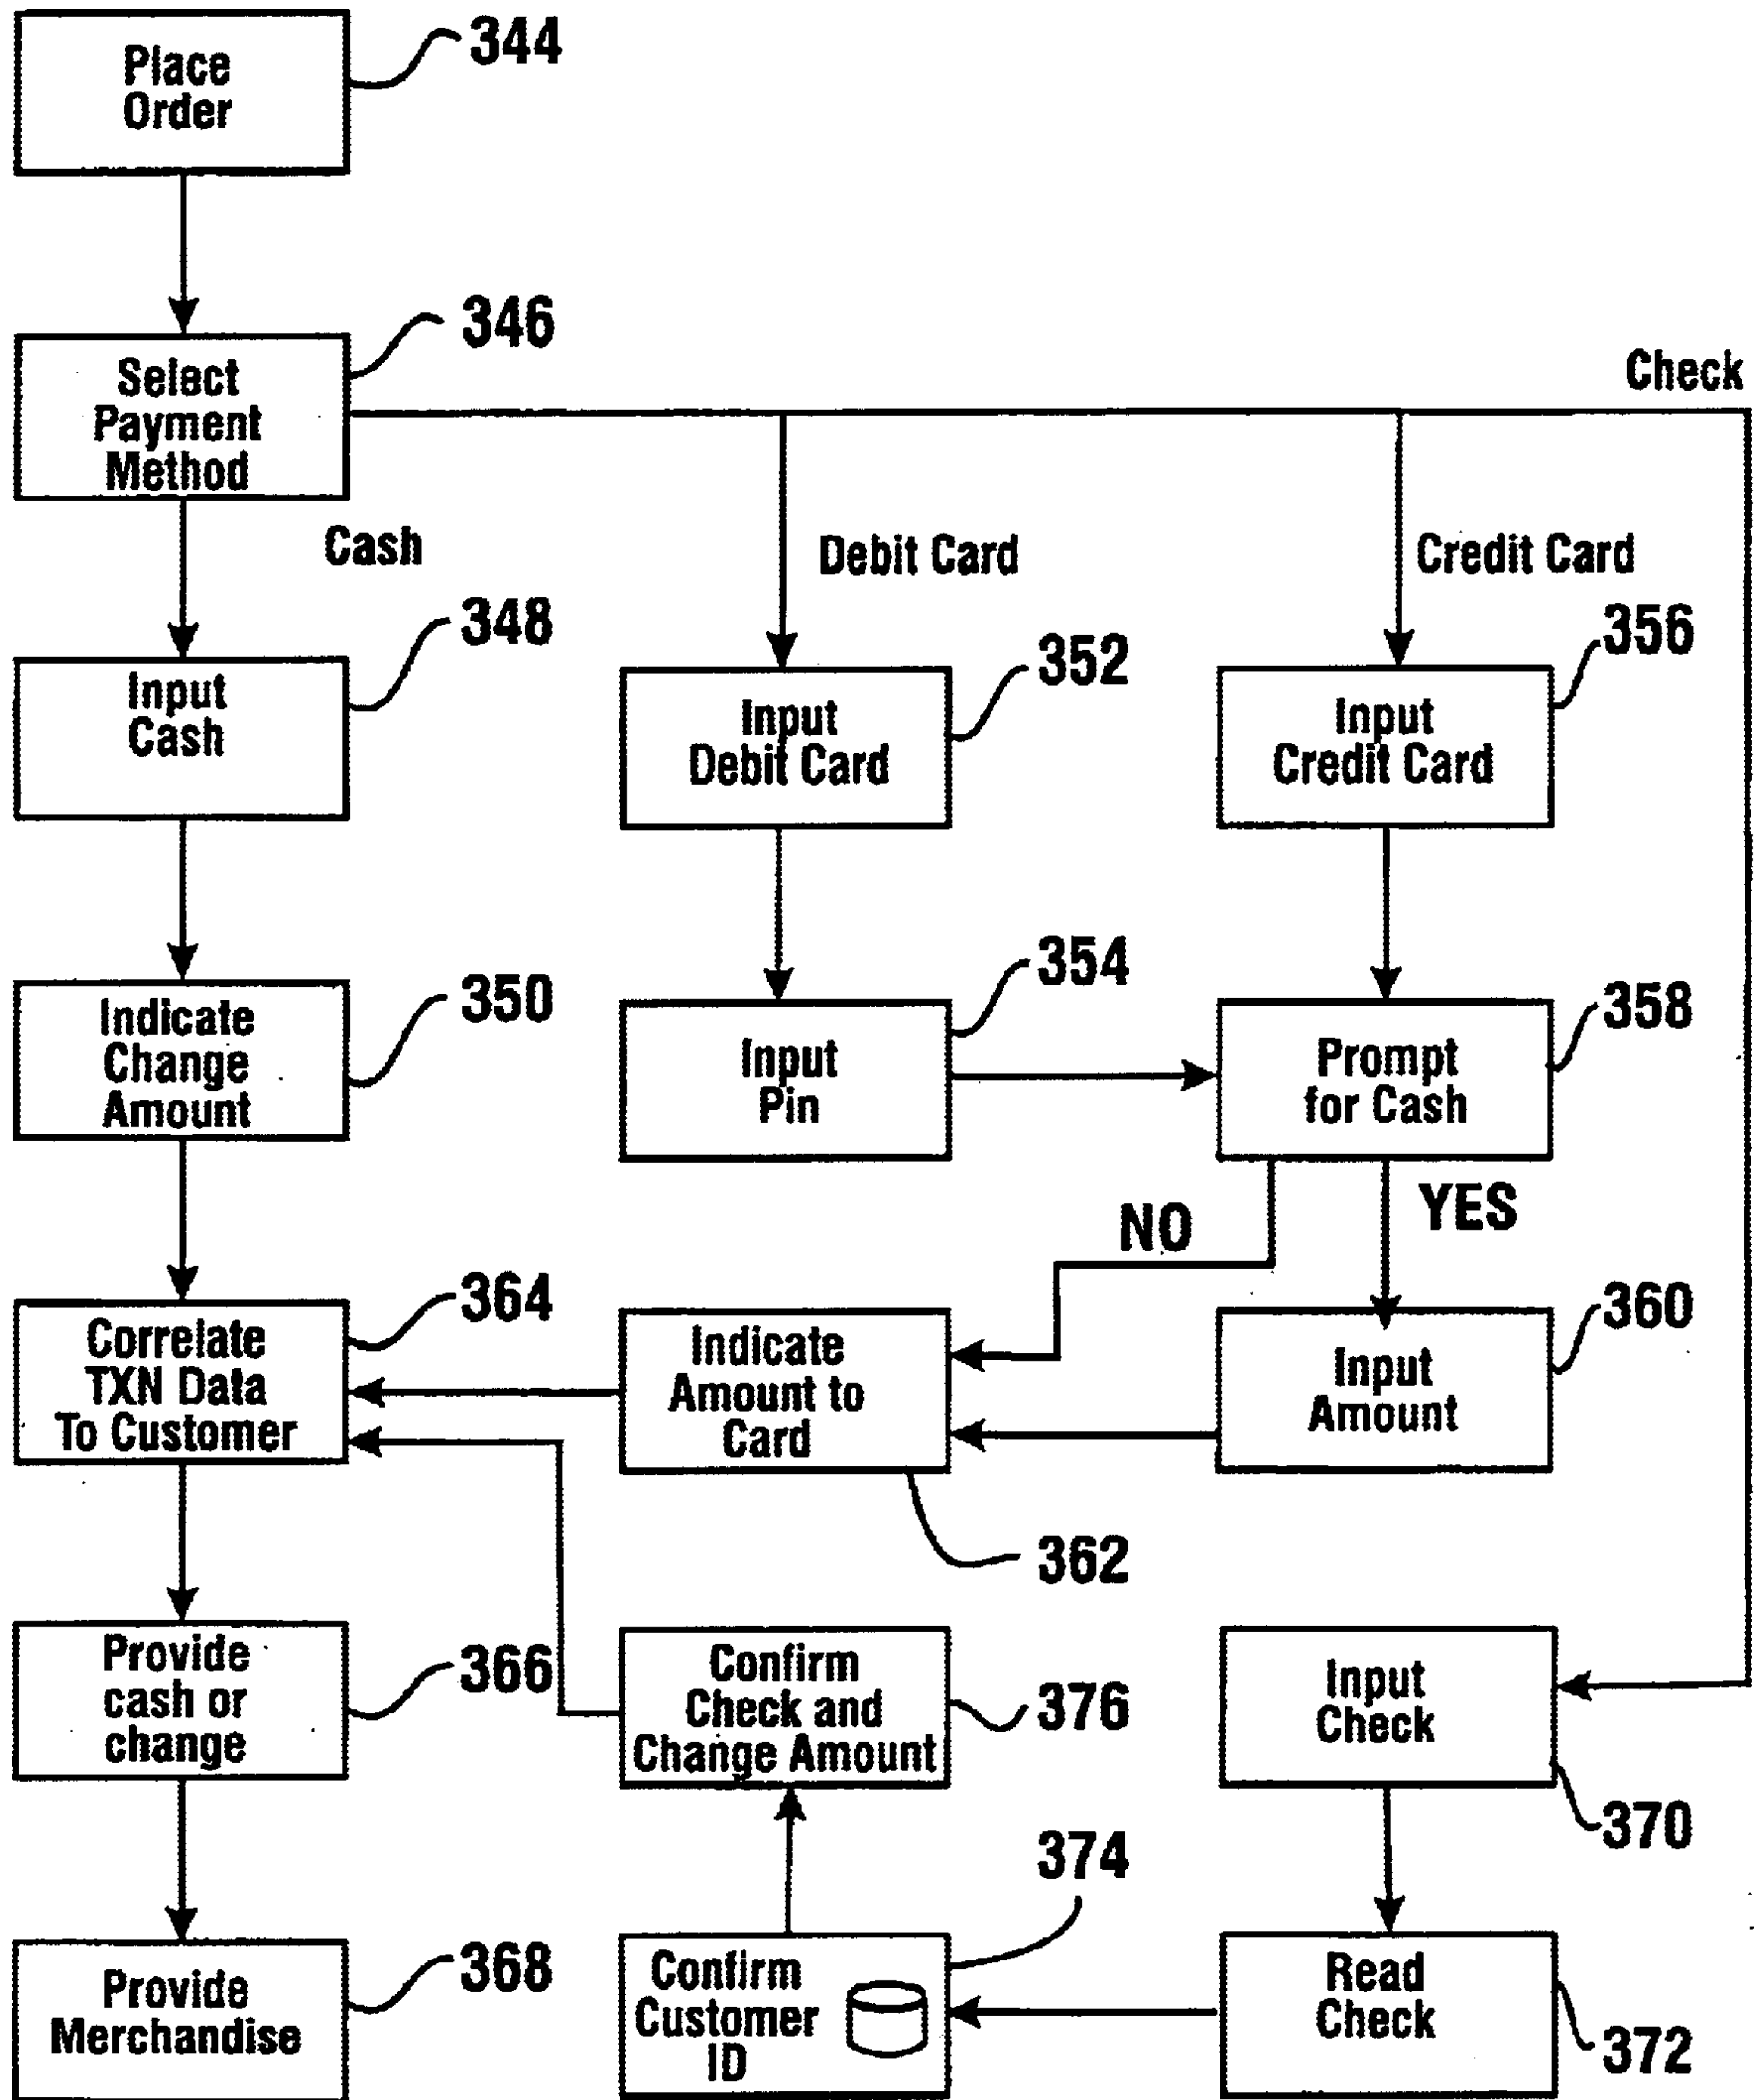 Place
Order
344
Select
Payment
Method
346
Check
Cash
Debit Card
Credit Card
Input
Cash
348
Input
Debit Card
352
Input
Credit Card
356
Indicate
Change
Amount
350
Input
Pin
354
Prompt
for Cash
358
NO
YES
Correlate
TXN Data
To Customer
364
Indicate
Amount to
Card
362
Input
Amount
360
Provide
cash or
change
366
Confirm
Check and
Change Amount
376
Input
Check
370
Provide
Merchandise
368
Confirm
Customer
ID
374
Read
Check
372